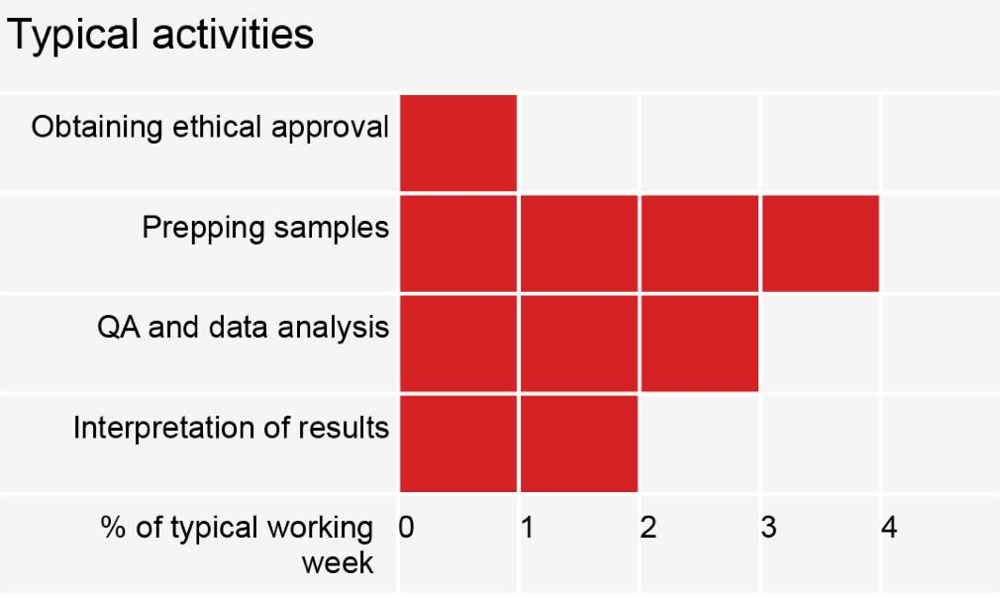 Typical activities
Obtaining ethical approval
Prepping samples
QA and data analysis
Interpretation of results
% of typical working
week
0 1 2 3 4